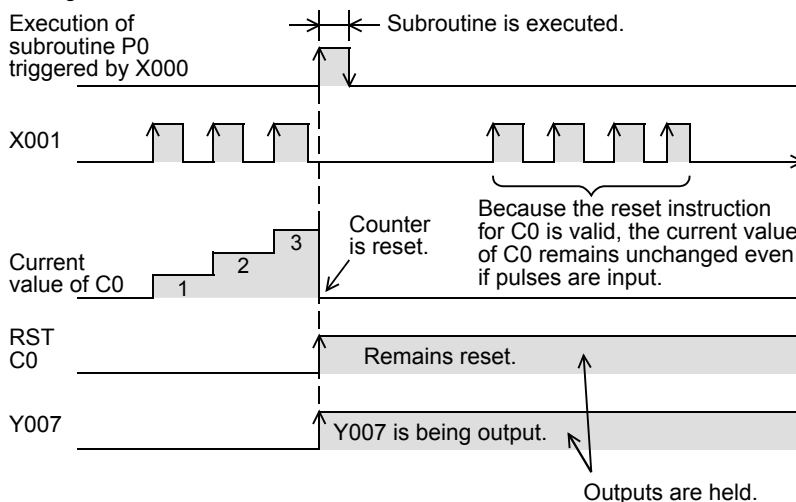 Execution of
subroutine P0
triggered by X000
Subroutine is executed.
X001
Because the reset instruction
for C0 is valid, the current value
of C0 remains unchanged even
if pulses are input.
Counter
is reset.
Current
value of C0
1
2
3
RST
C0
Remains reset.
Y007
Y007 is being output.
Outputs are held.